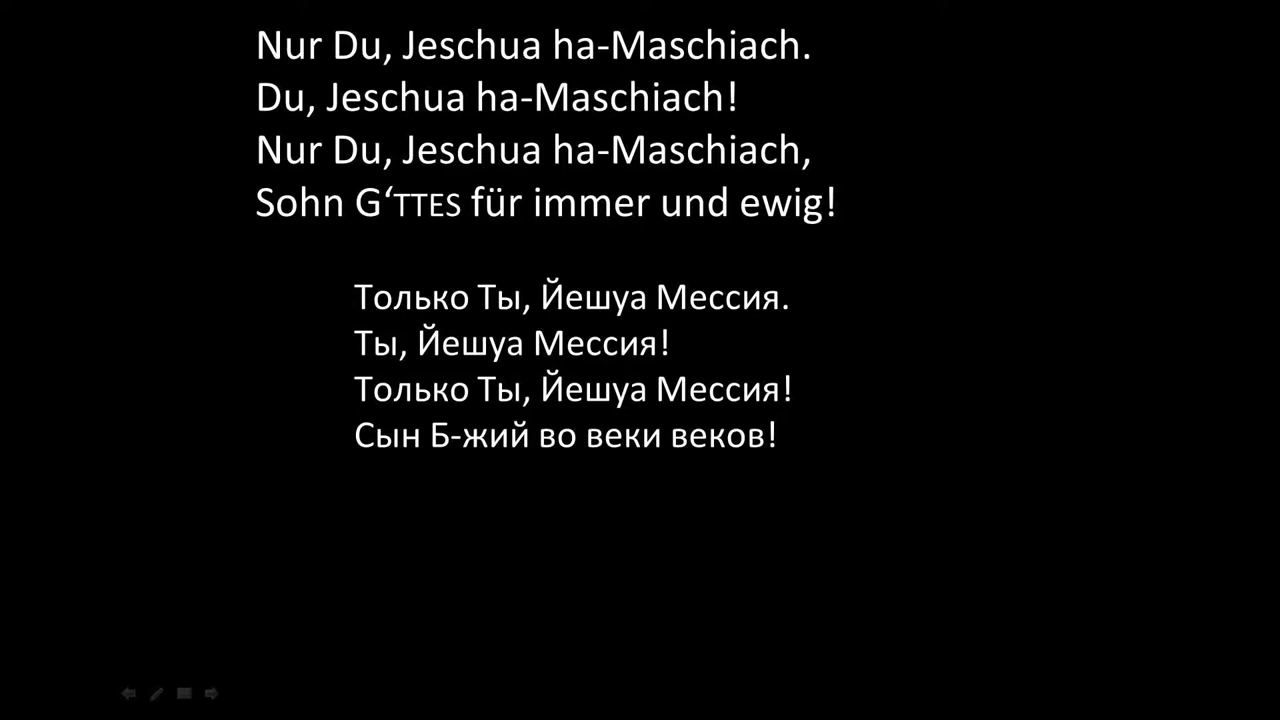 Nur Du, Jeschua ha-Maschiach.
Du, Jeschua ha-Maschiach!
Nur Du, Jeschua ha-Maschiach,
Sohn G‘TTES für immer und ewig!
Только Ты, Йешуа Мессия.
Ты, Йешуа Мессия!
Только Ты, Йешуа Мессия!
Сын Б-жий во веки веков!